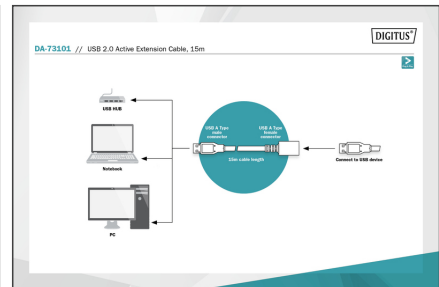 DIGITUS®
DA-73101 // USB 2.0 Active Extension Cable, 15m
USB HUB
Notebook
PC
USB A Type
male
connector
USB A Type
female
connector
15m cable length
Connect to USB device